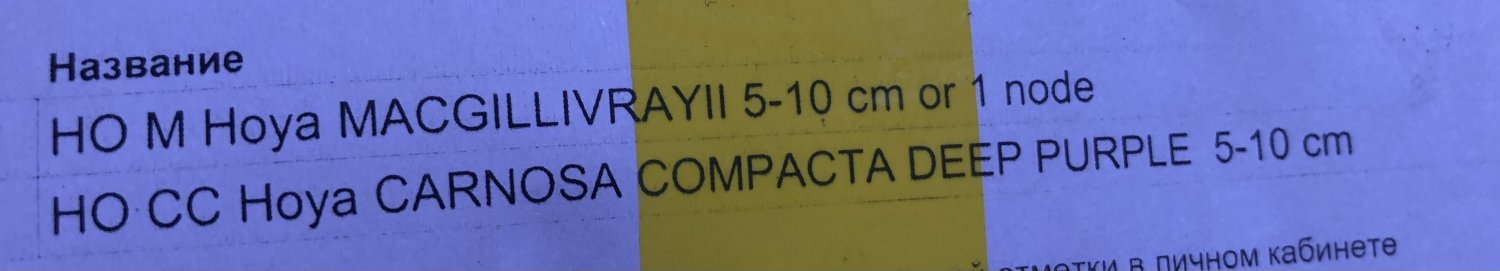 Название
HO M Hoya MACGILLIVRAYII 5-10 cm or 1 node
HO CC Hoya CARNOSA COMPACTA DEEP PURPLE 5-10 cm
отметки в личном кабинете